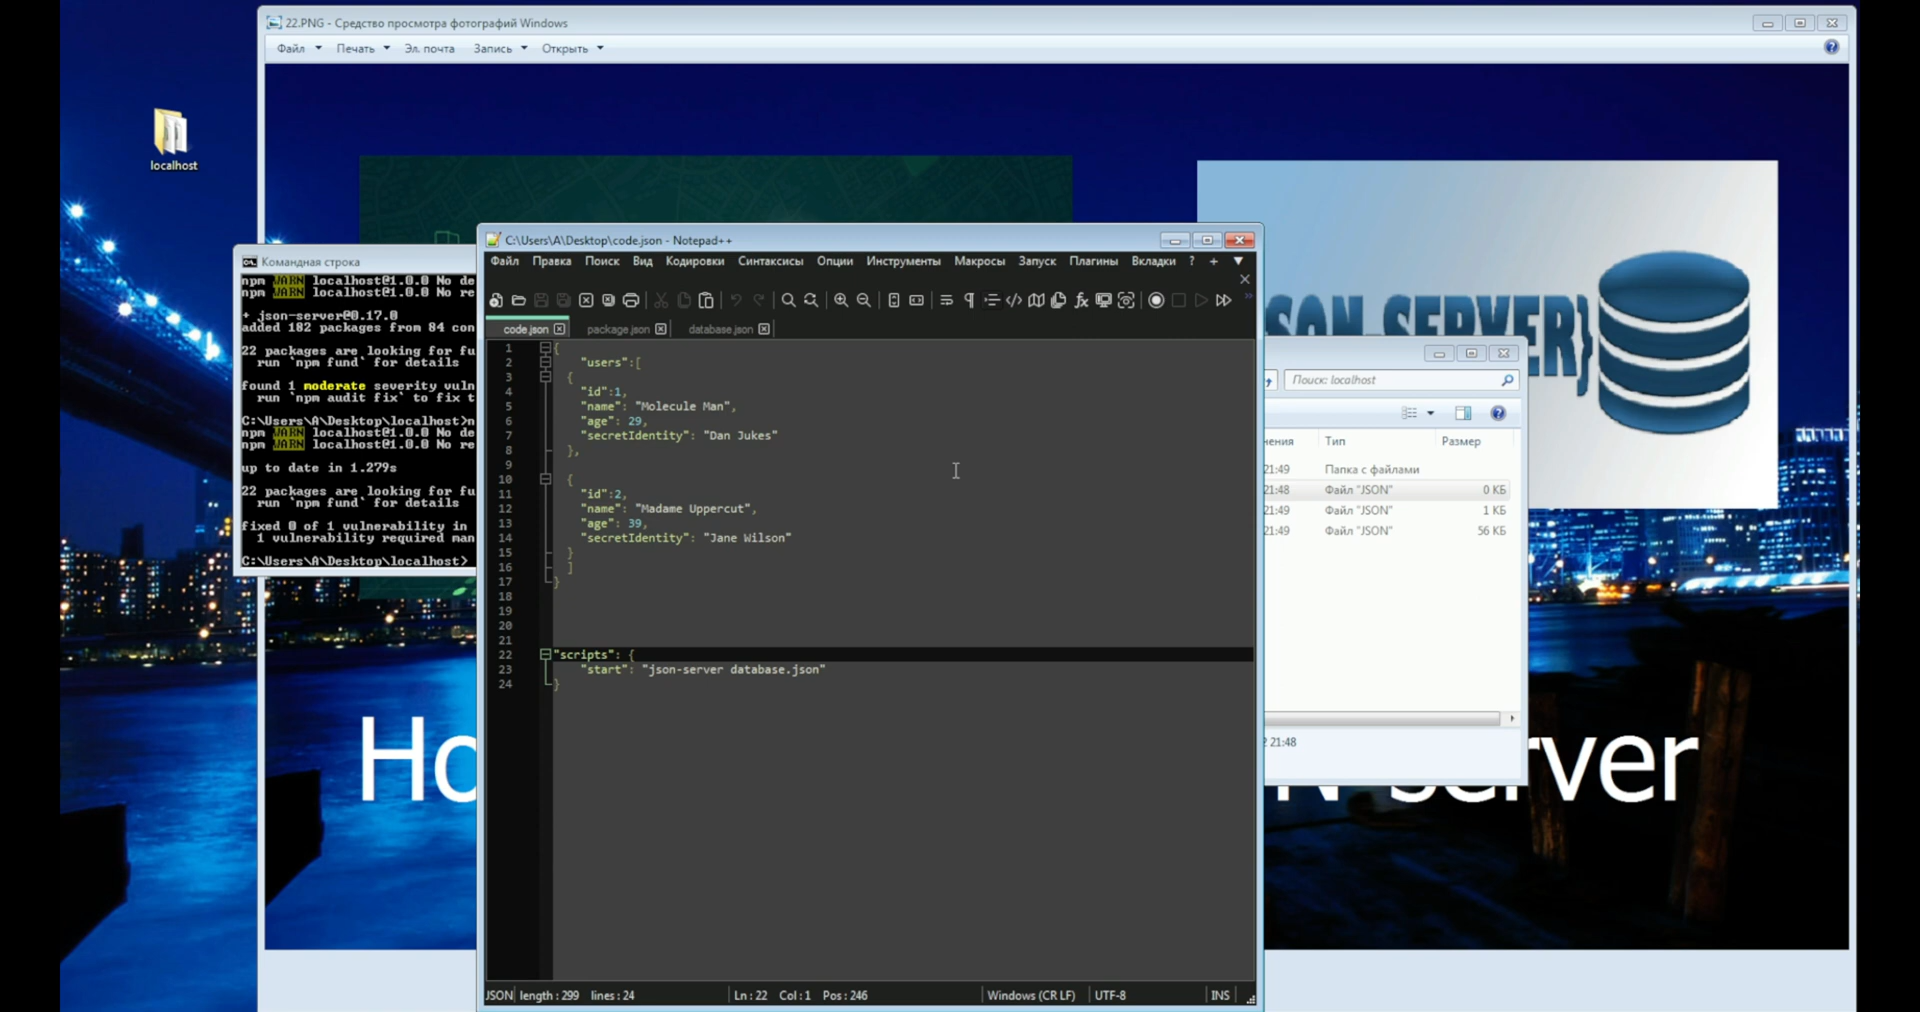 22.PNG - Средство просмотра фотографий Windows
Файл Печать Эл. почта Запись Открыть
localhost
Командная строка
npm WARN localhost@1.0.0 No de
npm WARN localhost@1.0.0 No re
+ json-server@0.17.0
added 182 packages from 84 con
22 packages are looking for fu
run `npm fund` for details
found 1 moderate severity vuln
run `npm audit fix` to fix t
C:\Users\A\Desktop\localhost>n
npm WARN localhost@1.0.0 No de
npm WARN localhost@1.0.0 No re
up to date in 1.279s
22 packages are looking for fu
run `npm fund` for details
fixed 0 of 1 vulnerability in
1 vulnerability required man
C:\Users\A\Desktop\localhost>
C:\Users\A\Desktop\code.json - Notepad++
Файл Правка Поиск Вид Кодировки Синтаксисы Опции Инструменты Макросы Запуск Плагины Вкладки ? +
code.json package.json database.json
1 {
2 "users":[
3 {
4 "id":1,
5 "name": "Molecule Man",
6 "age": 29,
7 "secretIdentity": "Dan Jukes"
8 },
9
10 {
11 "id":2,
12 "name": "Madame Uppercut",
13 "age": 39,
14 "secretIdentity": "Jane Wilson"
15 }
16 ]
17 }
18
19
20
21
22 "scripts": {
23 "start": "json-server database.json"
24 }
JSON length : 299 lines : 24 Ln : 22 Col : 1 Pos : 246 Windows (CR LF) UTF-8 INS
SON SERVER}
Поиск: localhost
нения Тип Размер
21:49 Папка с файлами
21:48 Файл "JSON" 0 КБ
21:49 Файл "JSON" 1 КБ
21:49 Файл "JSON" 56 КБ
21:48
Ho
N server